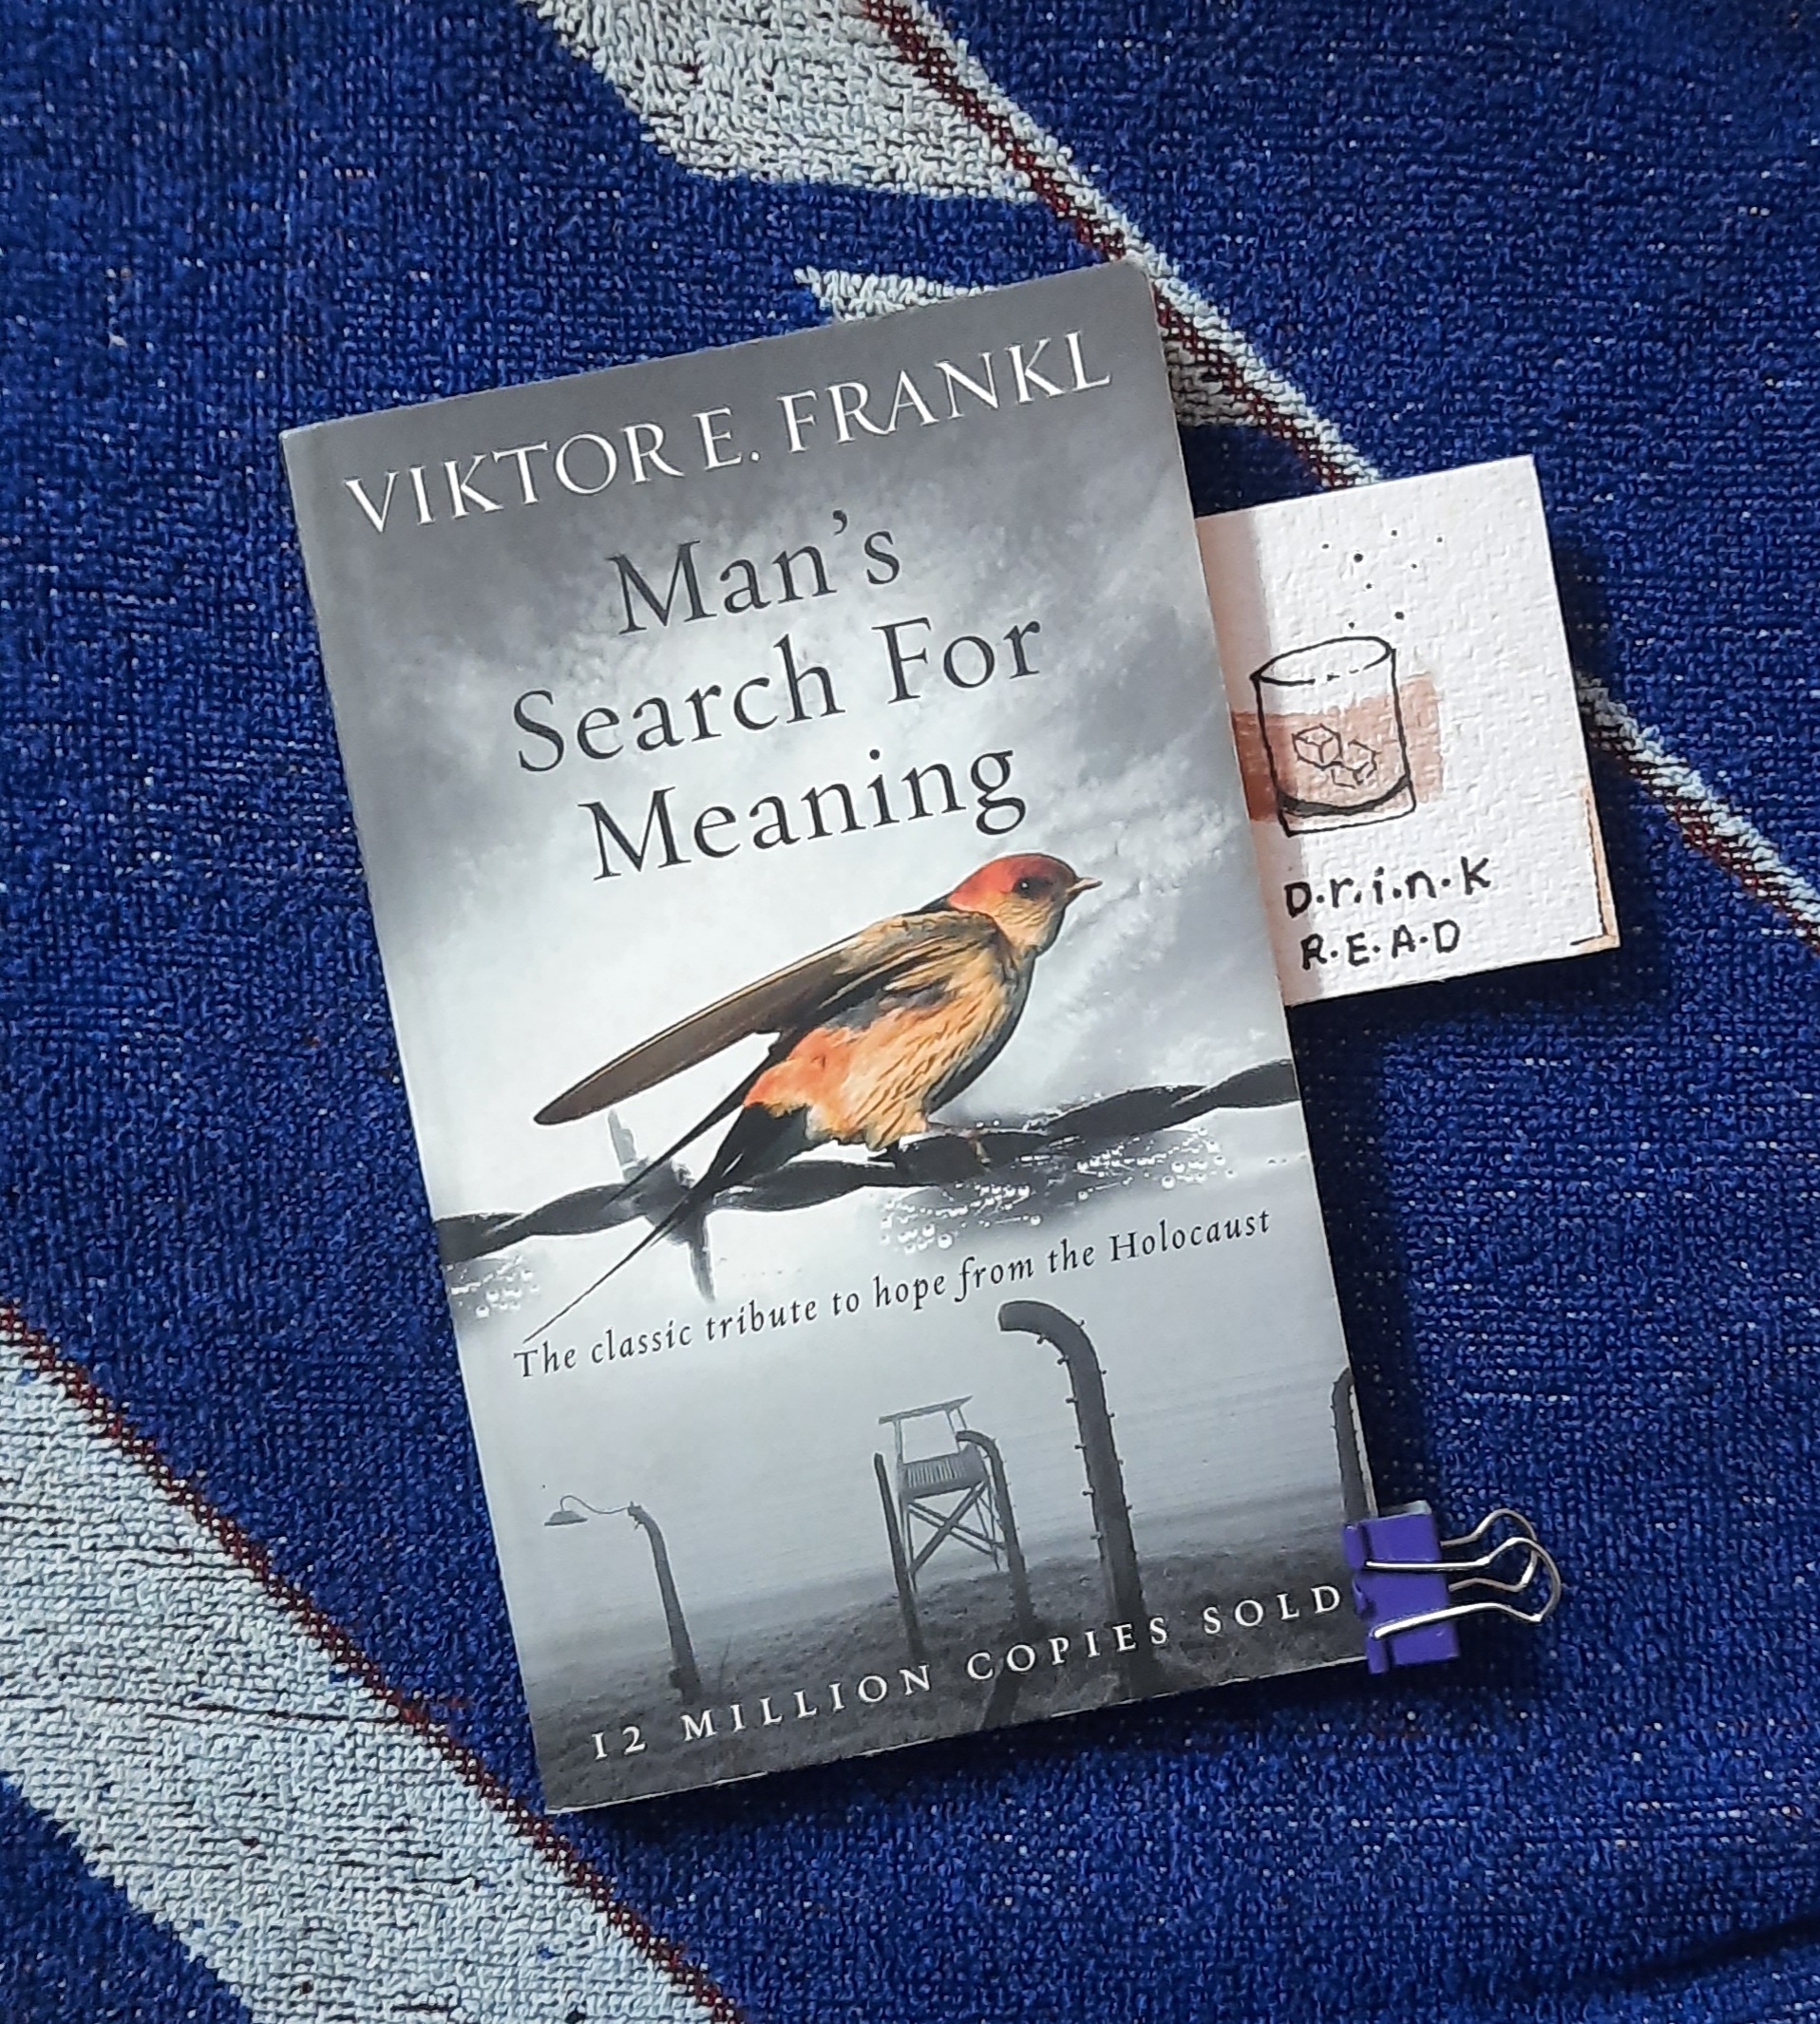 VIKTOR E. FRANKL
Man's
Search For
Meaning
The classic tribute to hope from the Holocaust
12 MILLION COPIES SOLD
D.r.i.n.k
R.E.A.D